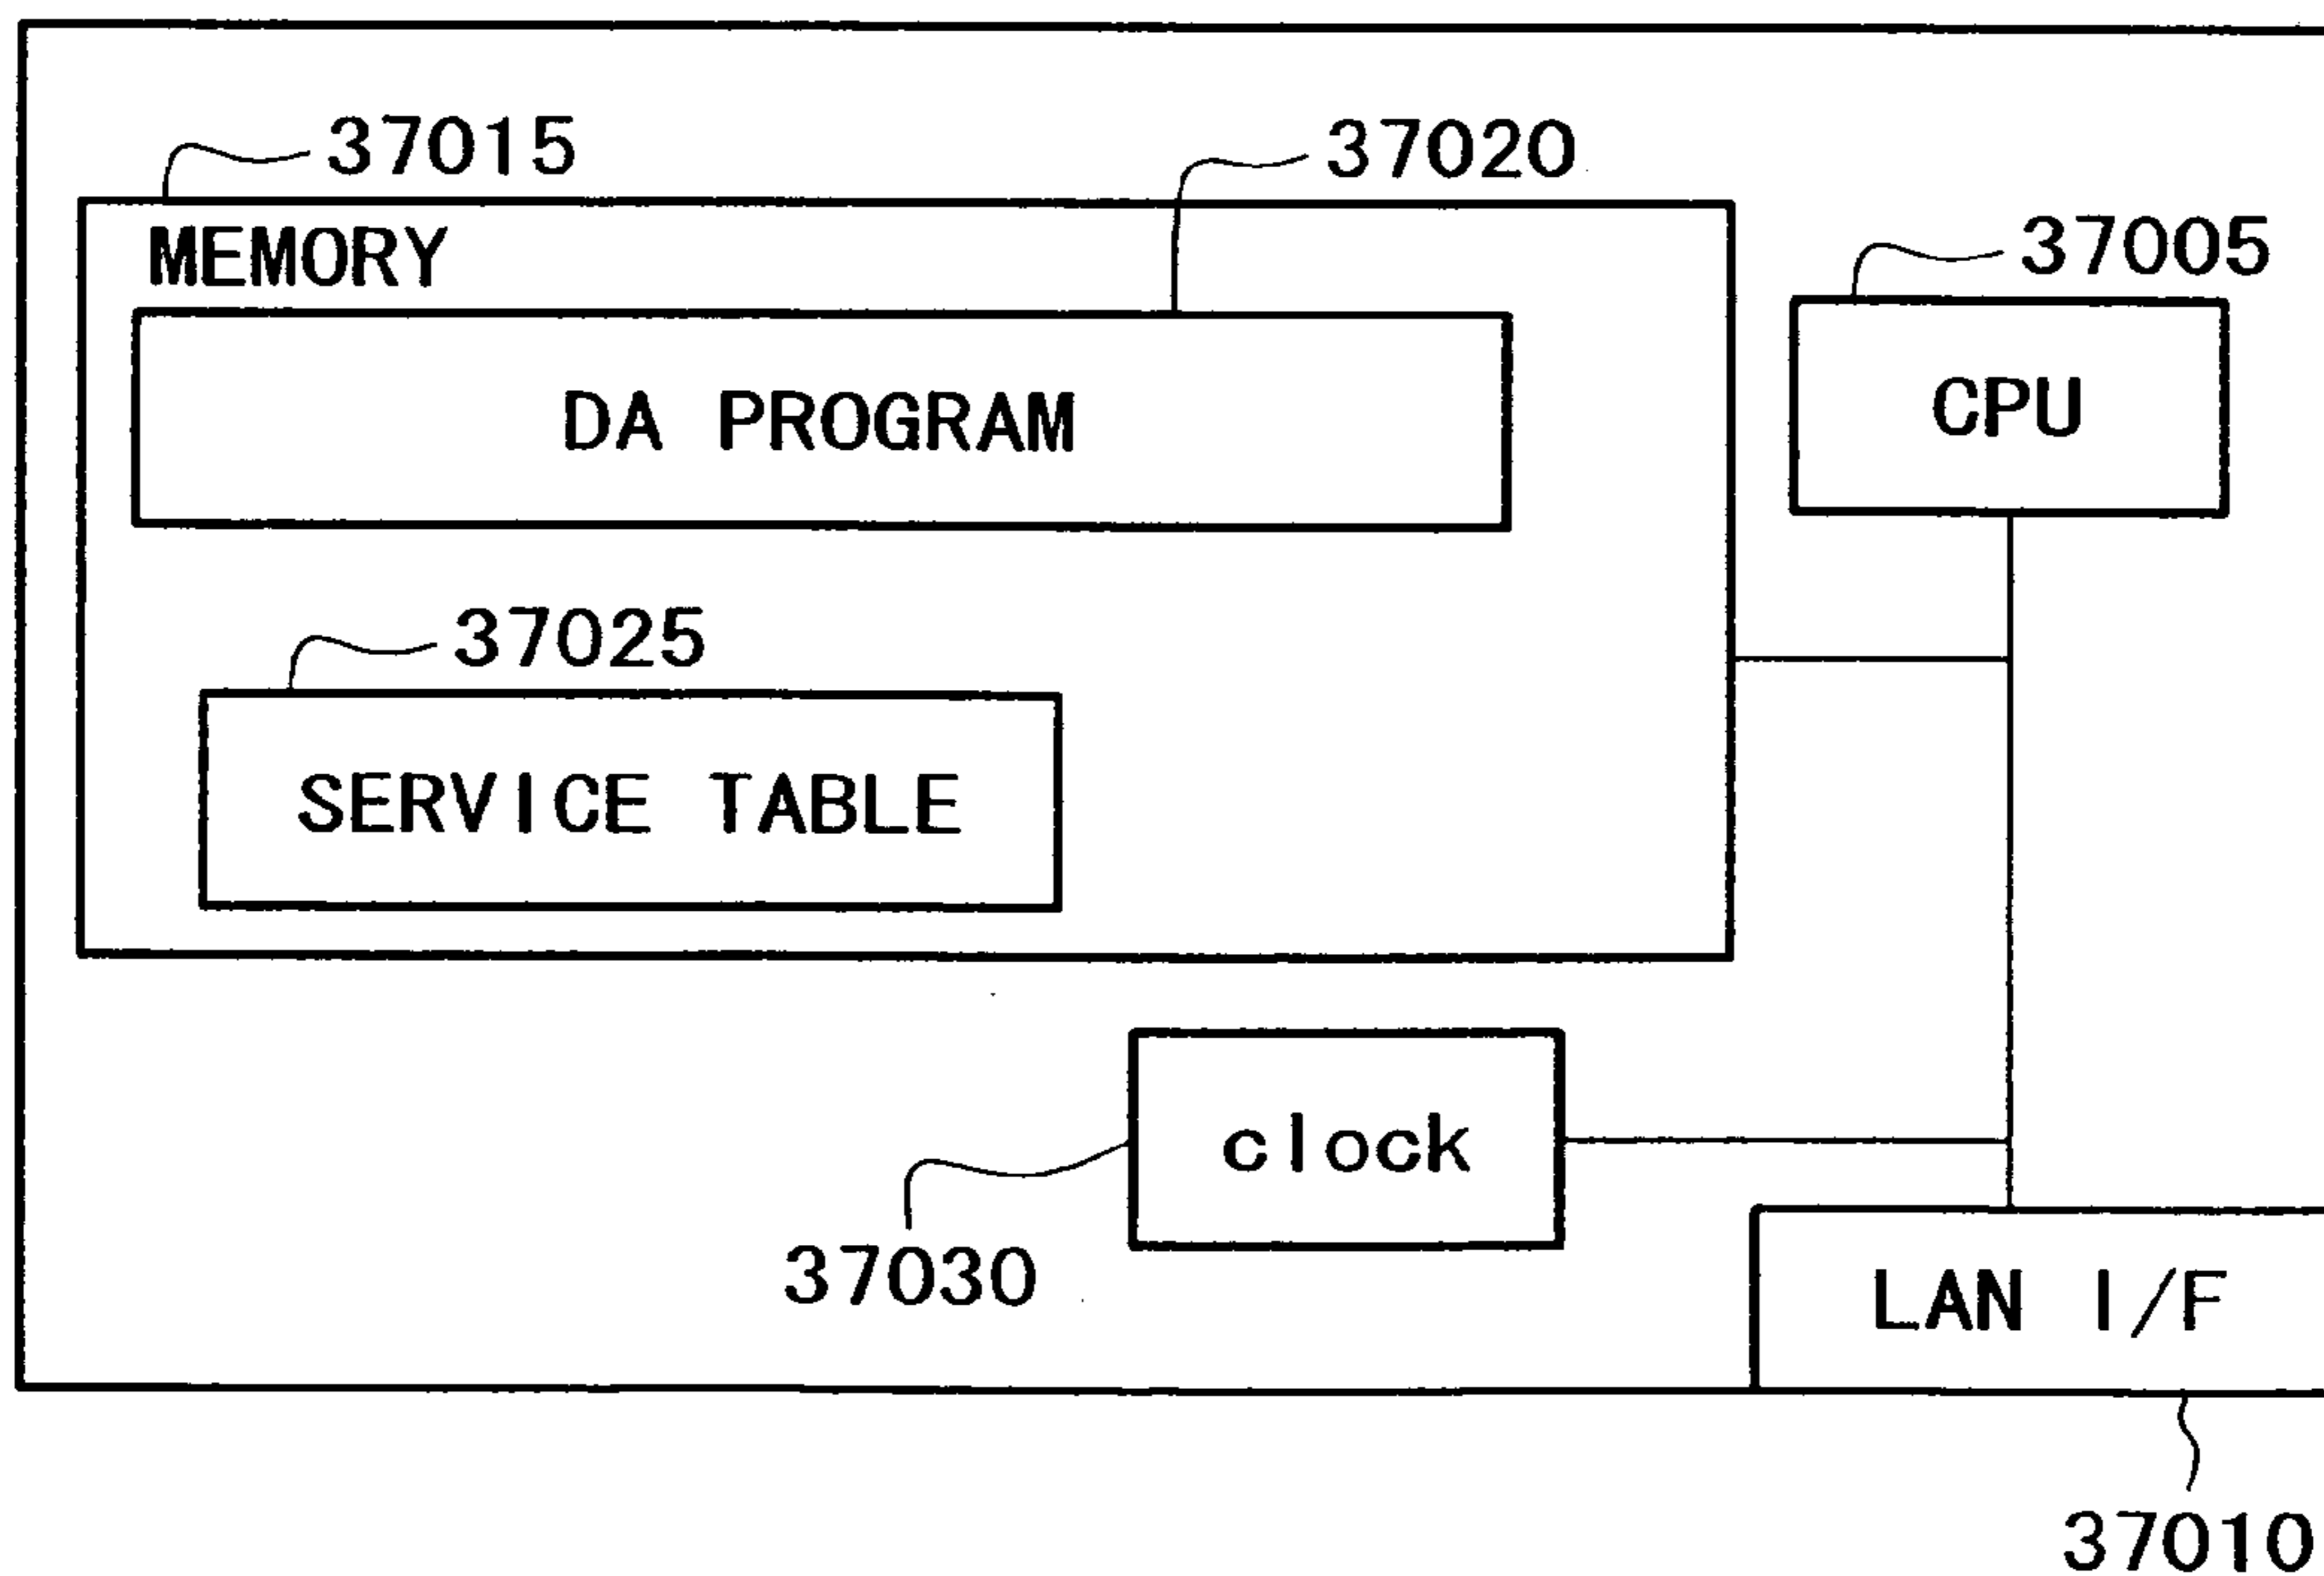 37015
37020
MEMORY
37005
DA PROGRAM
CPU
37025
SERVICE TABLE
clock
37030
LAN I/F
37010